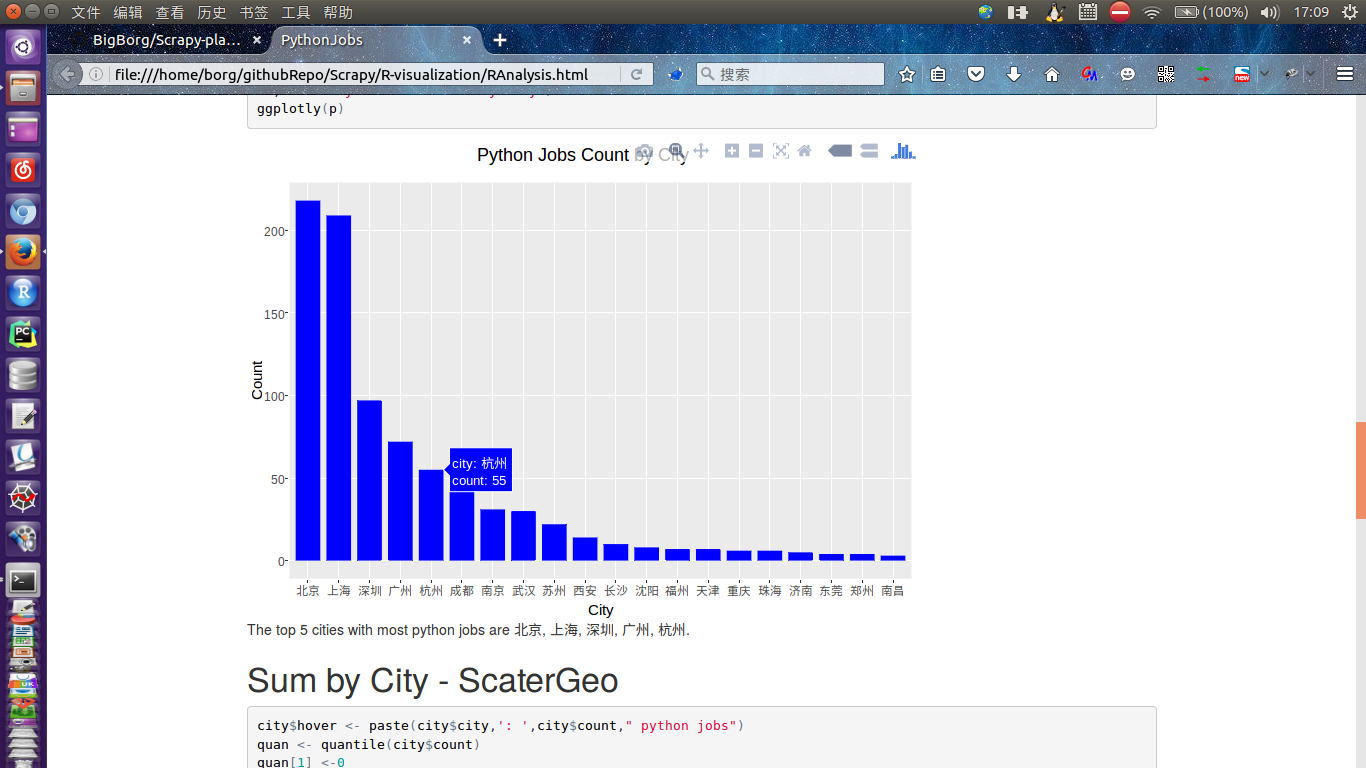 文件 编辑 查看 历史 书签 工具 帮助
(100%) 17:09
BigBorg/Scrapy-pla… × PythonJobs ×
file:///home/borg/githubRepo/Scrapy/R-visualization/RAnalysis.html
搜索
new
ggplotly(p)
Python Jobs Count by City
200
150
100
50
0
Count
city: 杭州
count: 55
北京 上海 深圳 广州 杭州 成都 南京 武汉 苏州 西安 长沙 沈阳 福州 天津 重庆 珠海 济南 东莞 郑州 南昌
City
The top 5 cities with most python jobs are 北京, 上海, 深圳, 广州, 杭州.
Sum by City - ScaterGeo
city$hover <- paste(city$city,': ',city$count," python jobs")
quan <- quantile(city$count)
quan[1] <-0